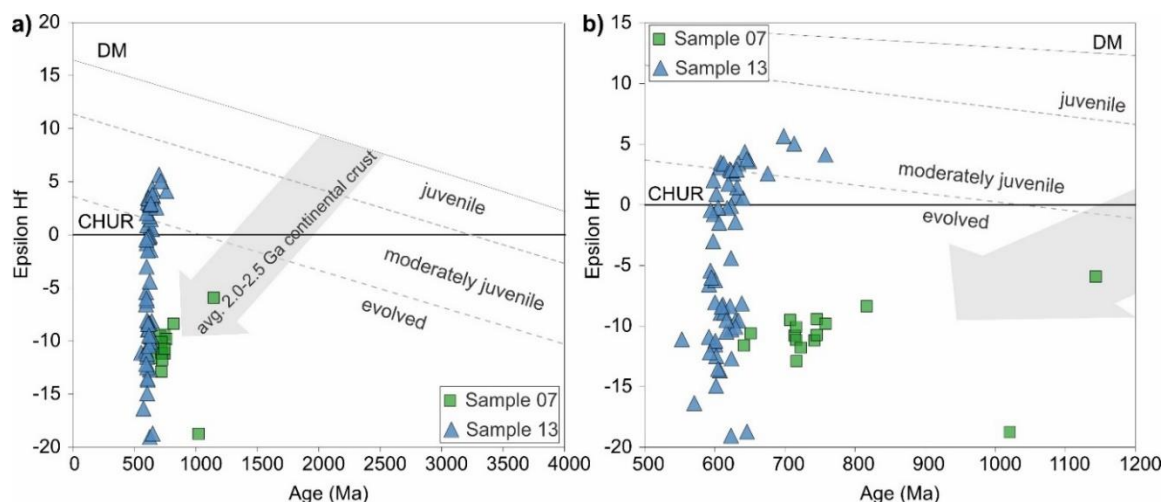 a)
20
15
10
5
0
-5
-10
-15
-20
Epsilon Hf
DM
CHUR
juvenile
moderately juvenile
evolved
avg. 2.0-2.5 Ga continental crust
Sample 07
Sample 13
0 500 1000 1500 2000 2500 3000 3500 4000
Age (Ma)
b)
15
10
5
0
-5
-10
-15
-20
Epsilon Hf
Sample 07
Sample 13
DM
juvenile
moderately juvenile
CHUR
evolved
500 600 700 800 900 1000 1100 1200
Age (Ma)